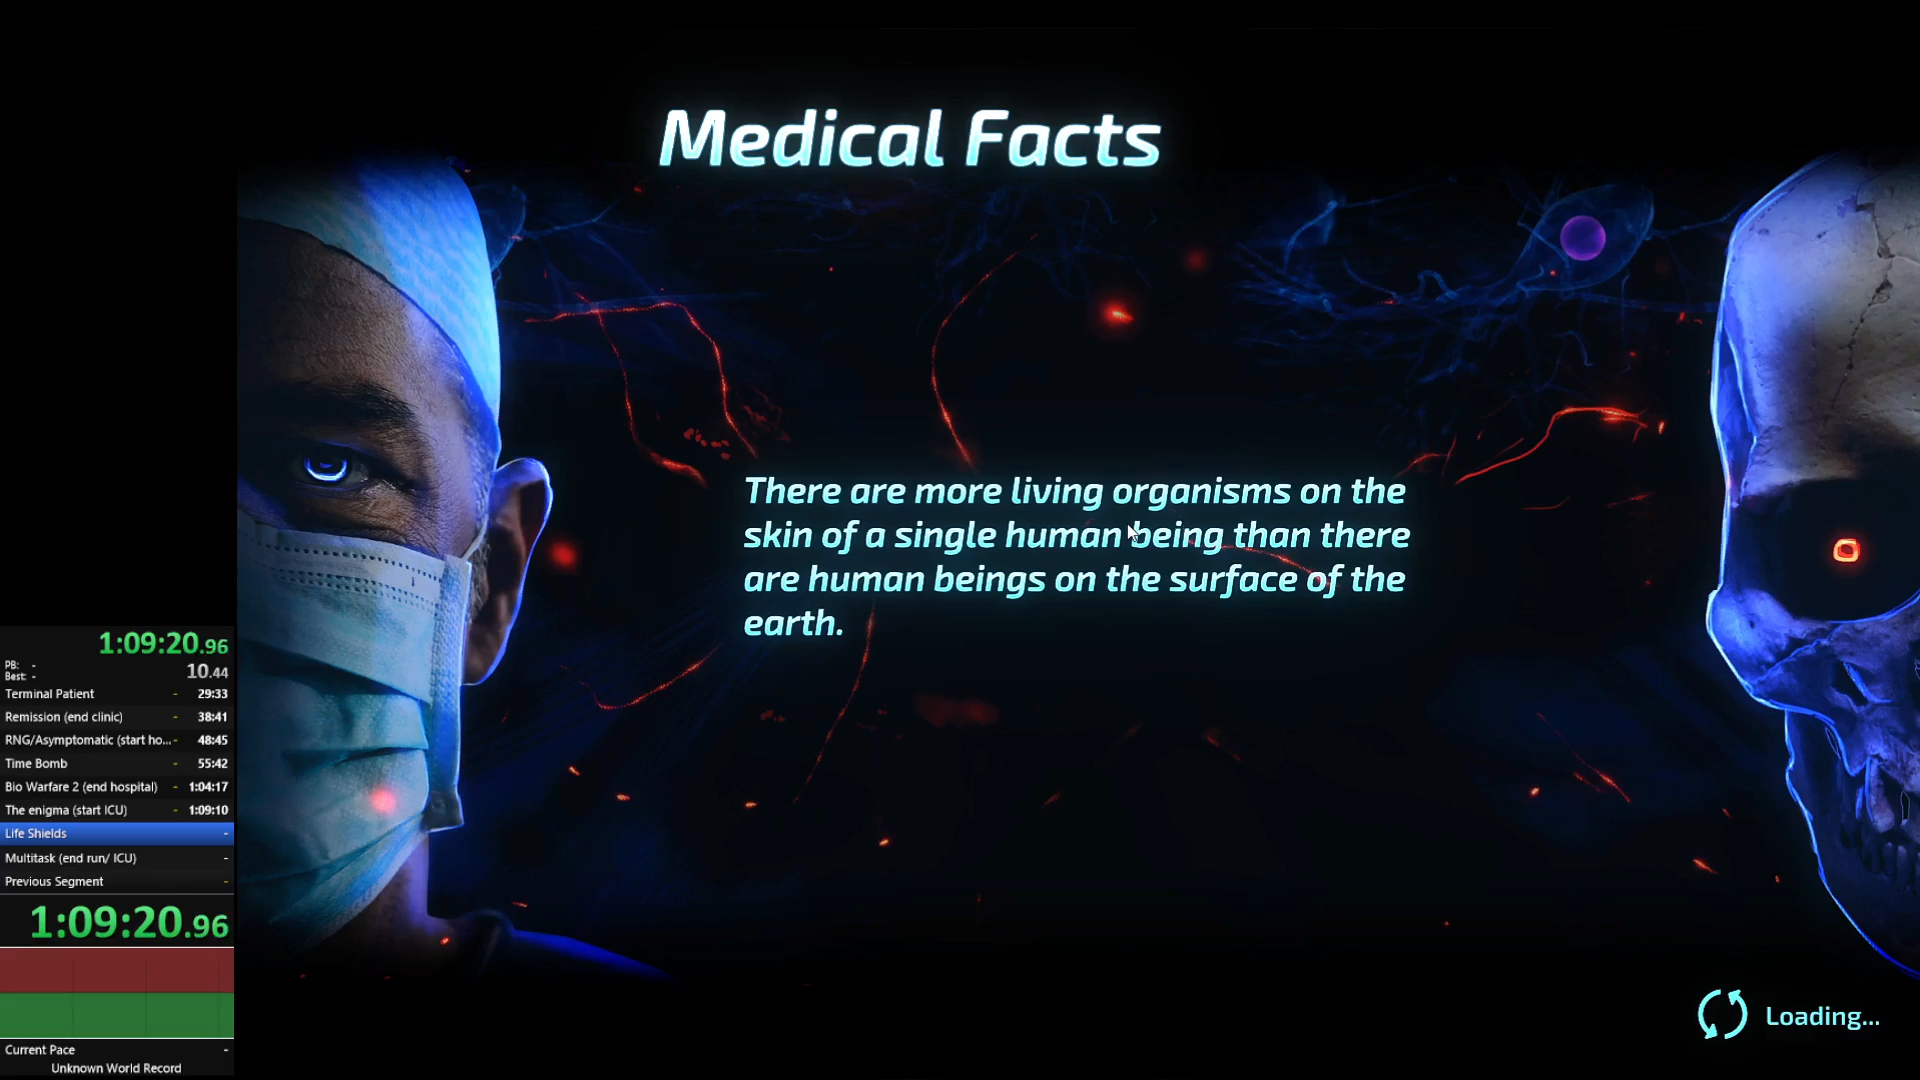 Medical Facts
There are more living organisms on the
skin of a single human being than there
are human beings on the surface of the
earth.
Loading...
1:09:20.96
PB: -
10.44
Best: -
Terminal Patient - 29:33
Remission (end clinic) - 38:41
RNG/Asymptomatic (start ho... - 48:45
Time Bomb - 55:42
Bio Warfare 2 (end hospital) - 1:04:17
The enigma (start ICU) - 1:09:10
Life Shields -
Multitask (end run/ ICU) -
Previous Segment -
1:09:20.96
Current Pace -
Unknown World Record